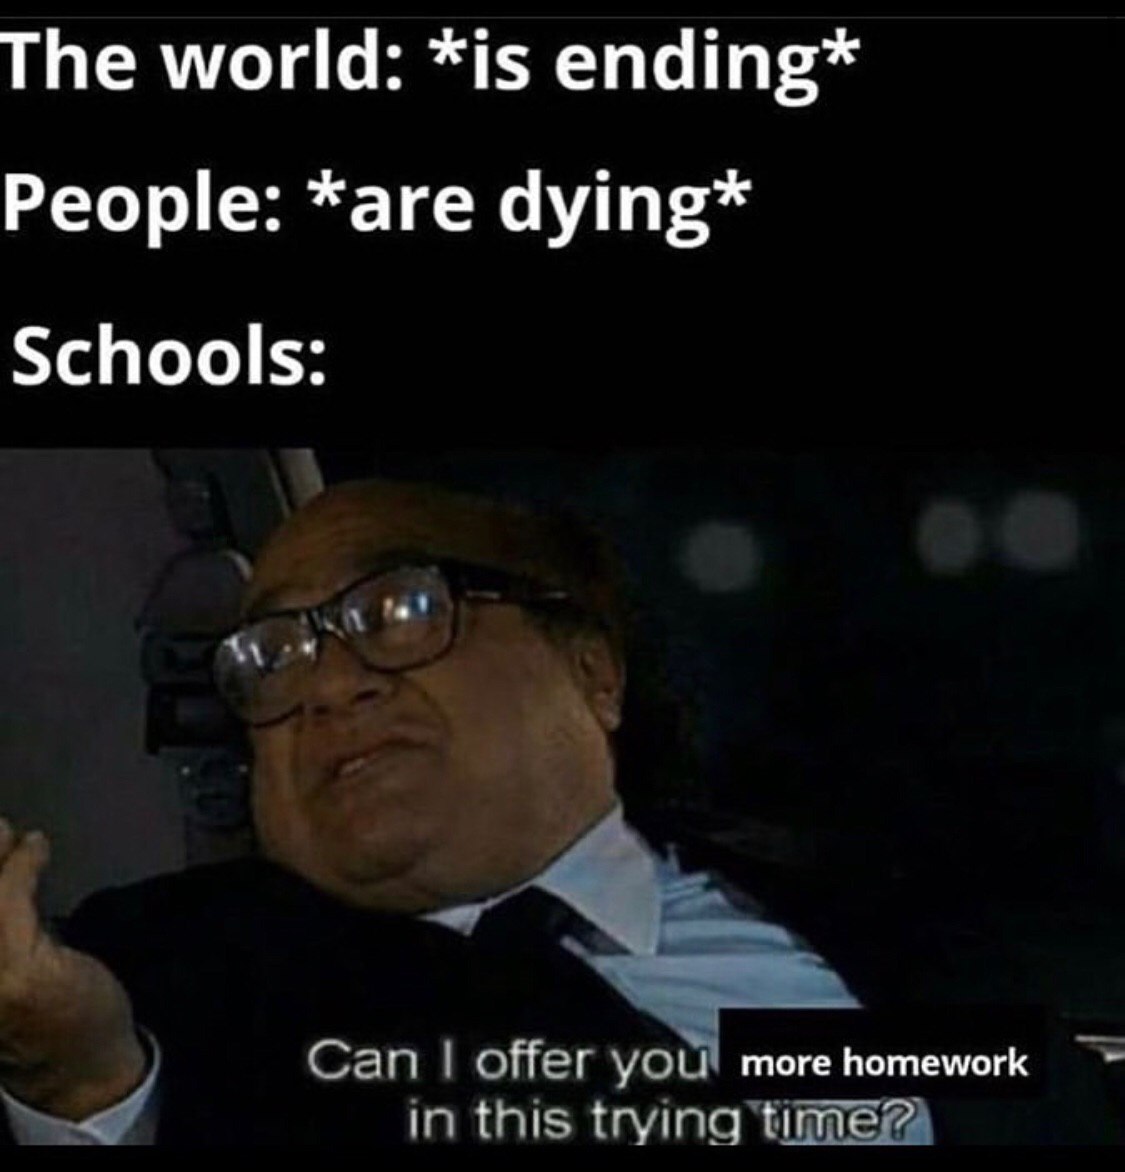 The world: *is ending*
People: *are dying*
Schools:
Can I offer you more homework
in this trying time?